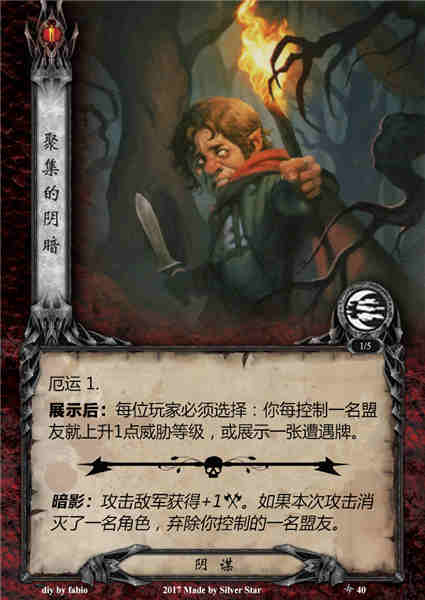 聚集的阴暗
1/5
厄运 1.
展示后：每位玩家必须选择：你每控制一名盟
友就上升1点威胁等级，或展示一张遭遇牌。
暗影：攻击敌军获得+1。如果本次攻击消
灭了一名角色，弃除你控制的一名盟友。
阴谋
diy by fabio
2017 Made by Silver Star
40